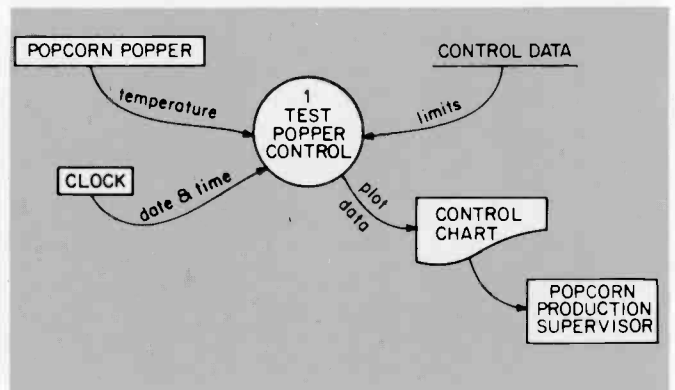 POPCORN POPPER
CONTROL DATA
temperature
limits
1
TEST
POPPER
CONTROL
CLOCK
date & time
plot
data
CONTROL
CHART
POPCORN
PRODUCTION
SUPERVISOR